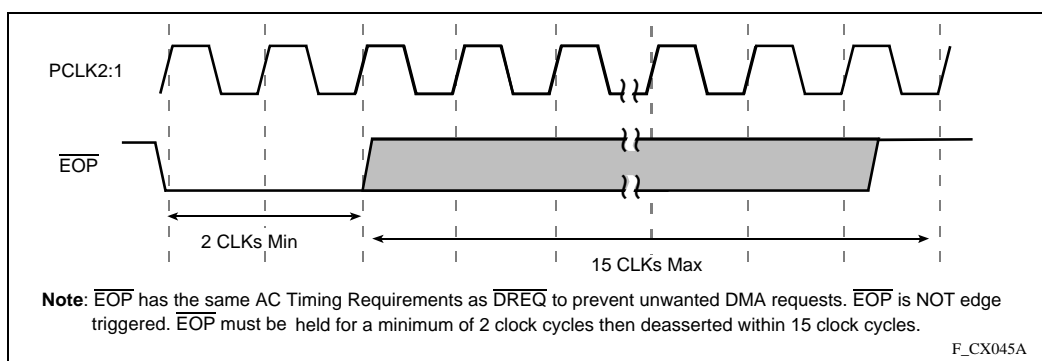 PCLK2:1
EOP
2 CLKs Min
15 CLKs Max
Note: EOP has the same AC Timing Requirements as DREQ to prevent unwanted DMA requests. EOP is NOT edge
triggered. EOP must be held for a minimum of 2 clock cycles then deasserted within 15 clock cycles.
F_CX045A